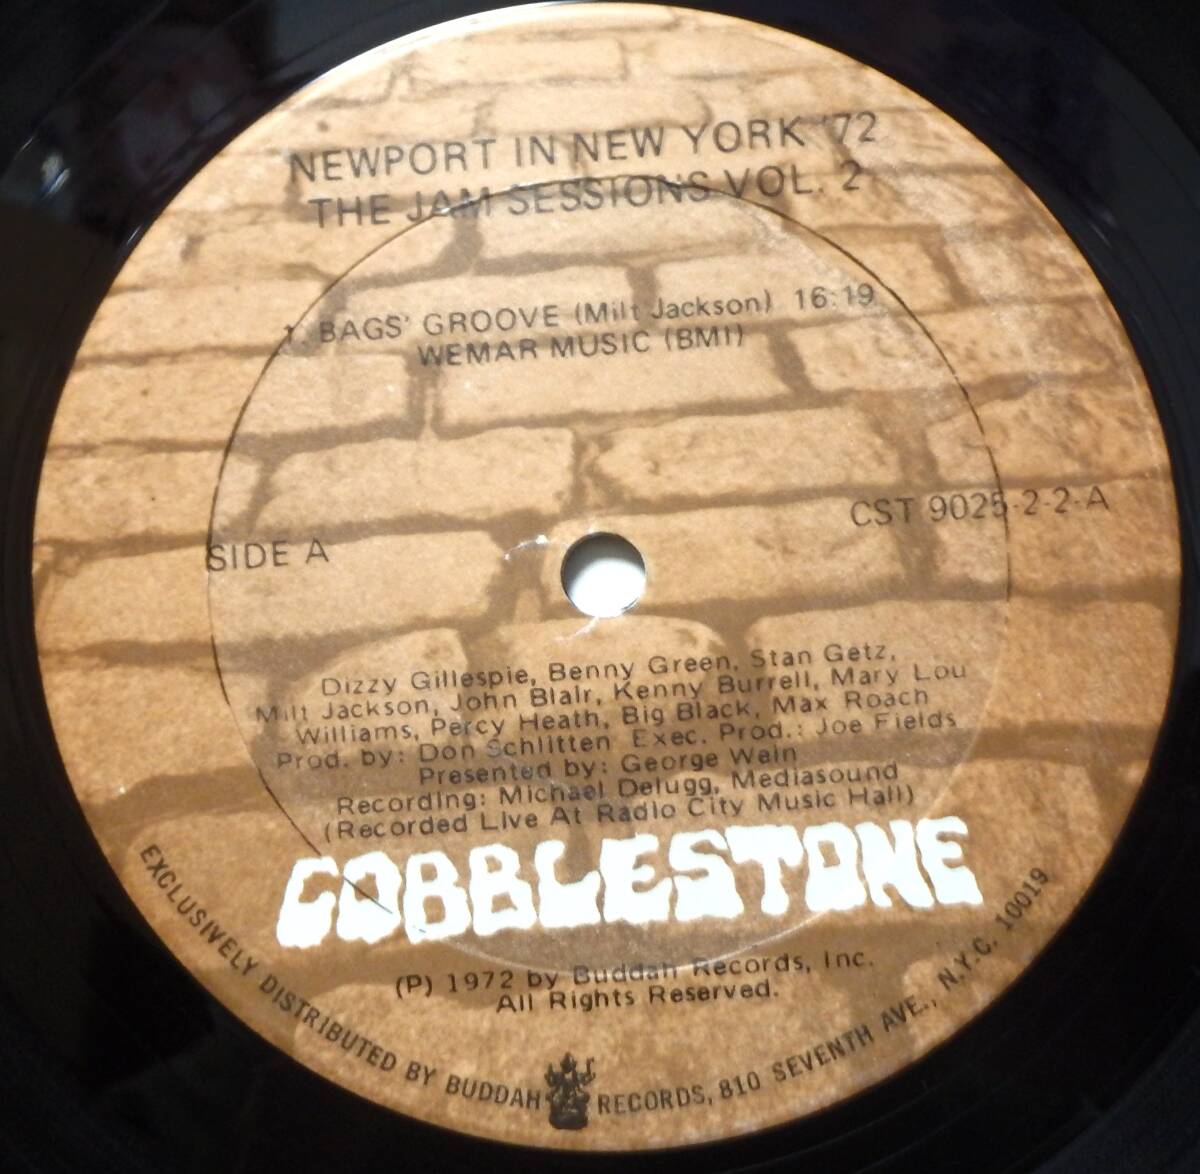 NEWPORT IN NEW YORK '72
THE JAM SESSIONS VOL. 2
1. BAGS' GROOVE (Milt Jackson) 16:19
WEMAR MUSIC (BMI)
SIDE A
CST 9025-2-2-A
Dizzy Gillespie, Benny Green, Stan Getz,
Milt Jackson, John Blair, Kenny Burrell, Mary Lou
Williams, Percy Heath, Big Black, Max Roach
Prod. by: Don Schlitten Exec. Prod.: Joe Fields
Presented by: George Wein
Recording: Michael Delugg, Mediasound
(Recorded Live At Radio City Music Hall)
COBBLESTONE
(P) 1972 by Buddah Records, Inc.
All Rights Reserved.
EXCLUSIVELY DISTRIBUTED BY BUDDAH RECORDS, 810 SEVENTH AVE., N.Y.C. 10019